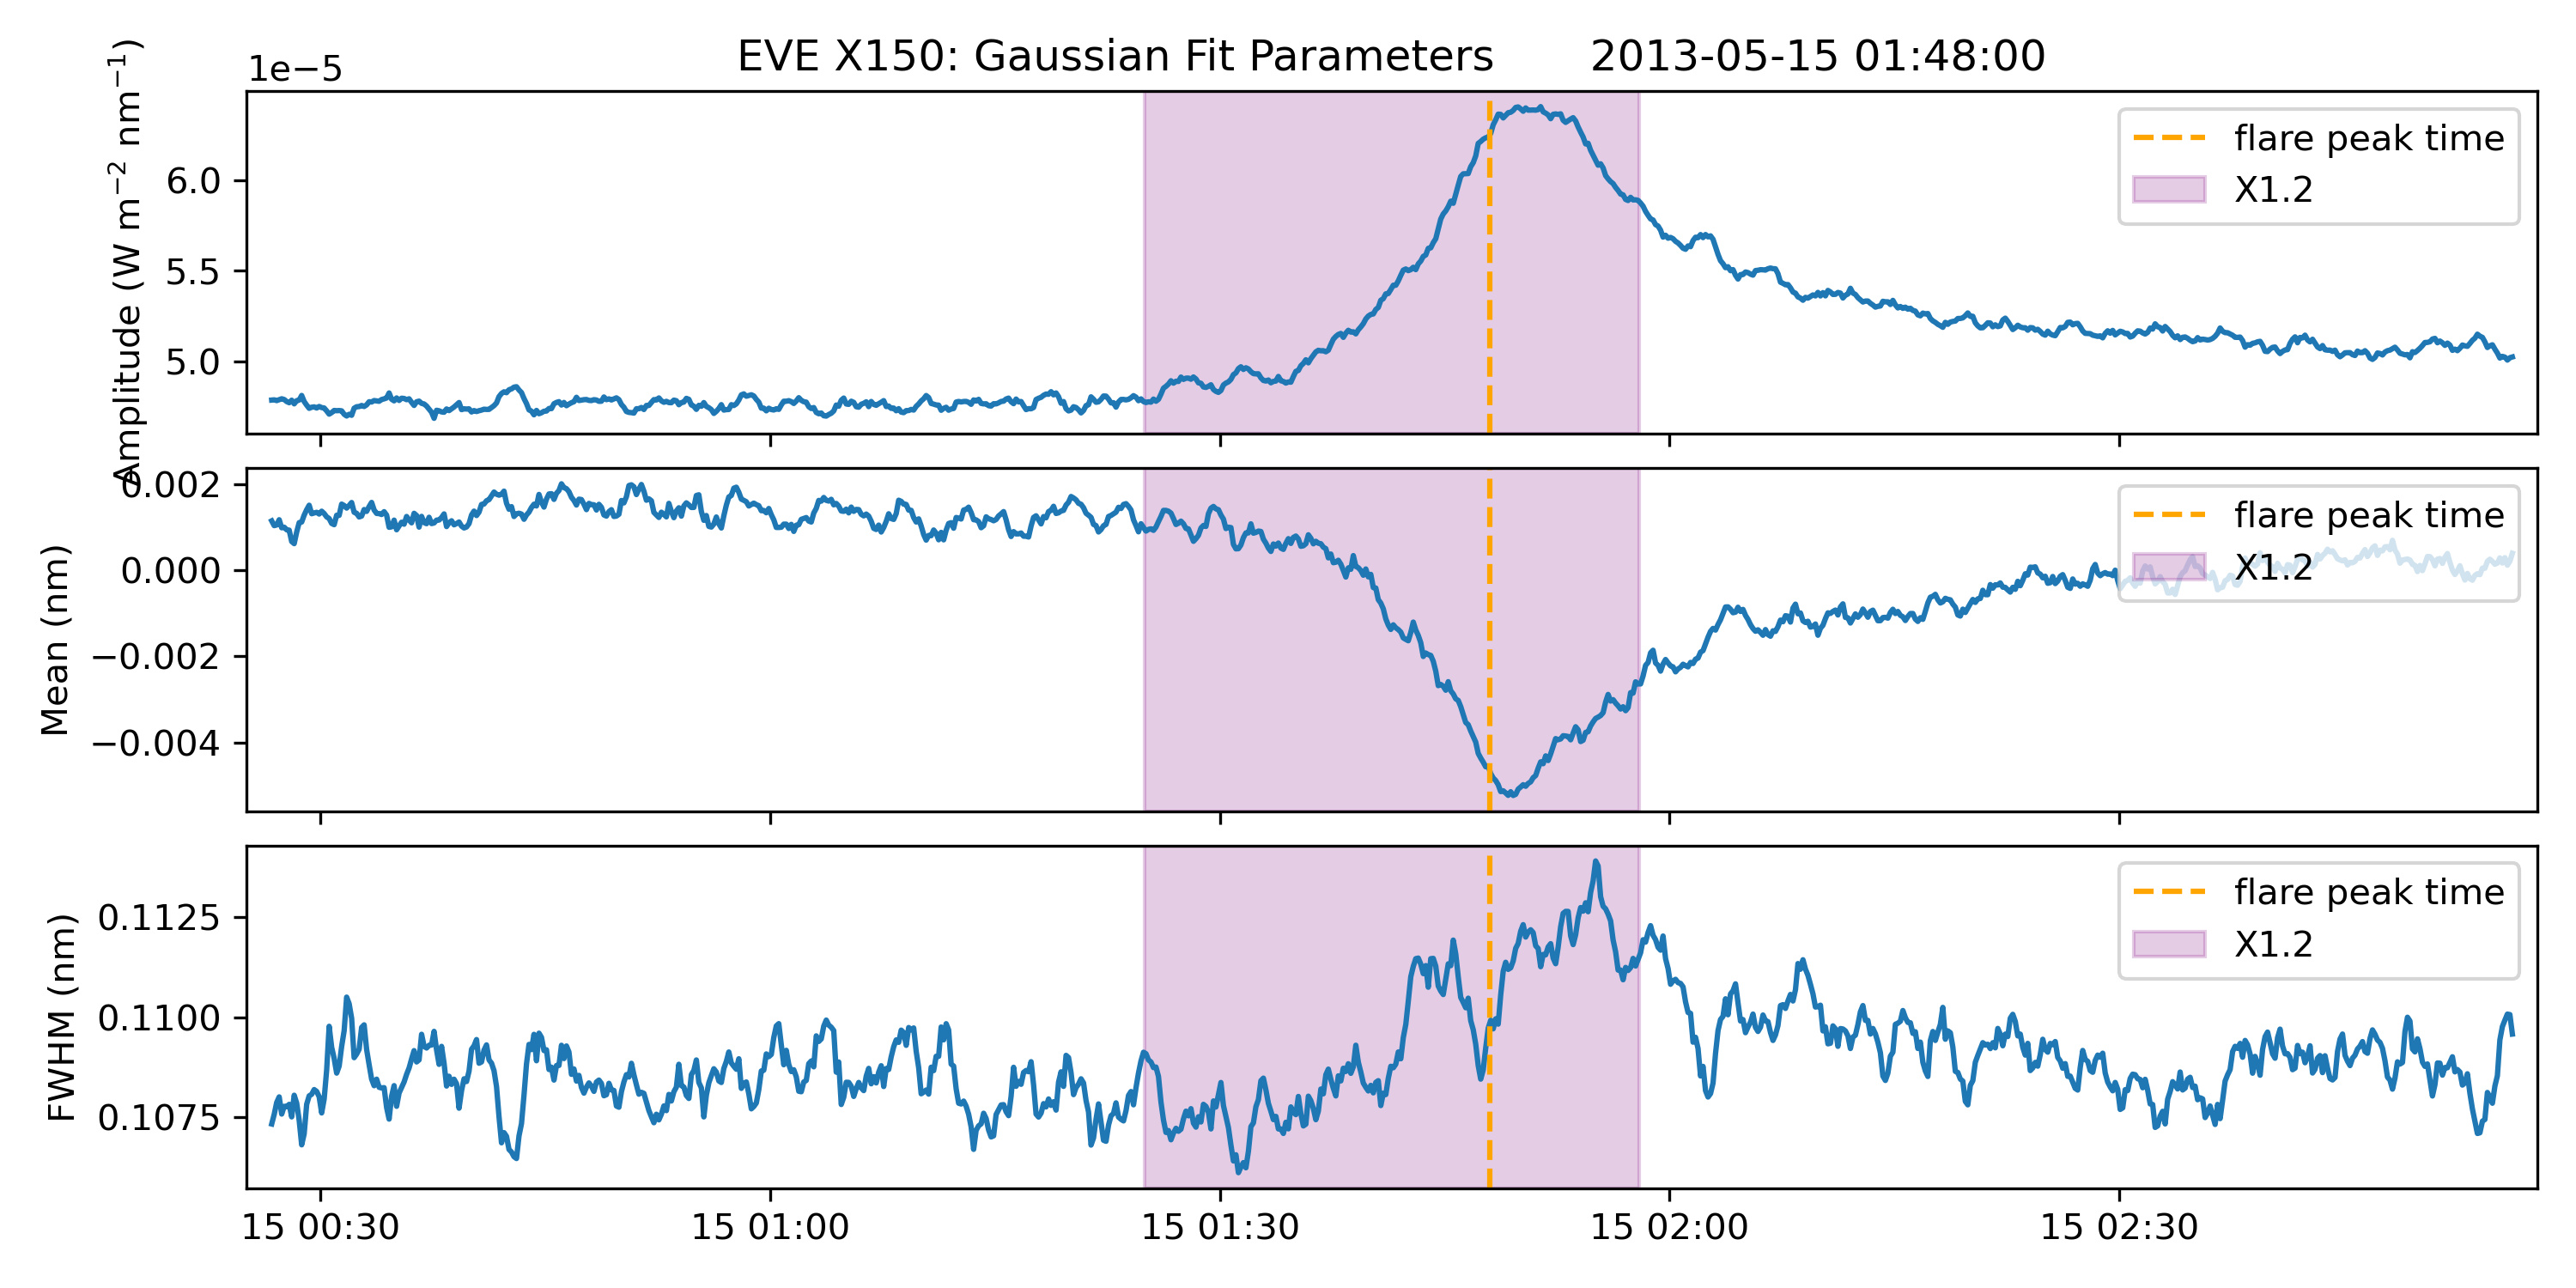 EVE X150: Gaussian Fit Parameters 2013-05-15 01:48:00
1e−5
Amplitude (W m⁻² nm⁻¹)
6.0
5.5
5.0
flare peak time
X1.2
Mean (nm)
0.002
0.000
−0.002
−0.004
flare peak time
X1.2
FWHM (nm)
0.1125
0.1100
0.1075
flare peak time
X1.2
15 00:30 15 01:00 15 01:30 15 02:00 15 02:30